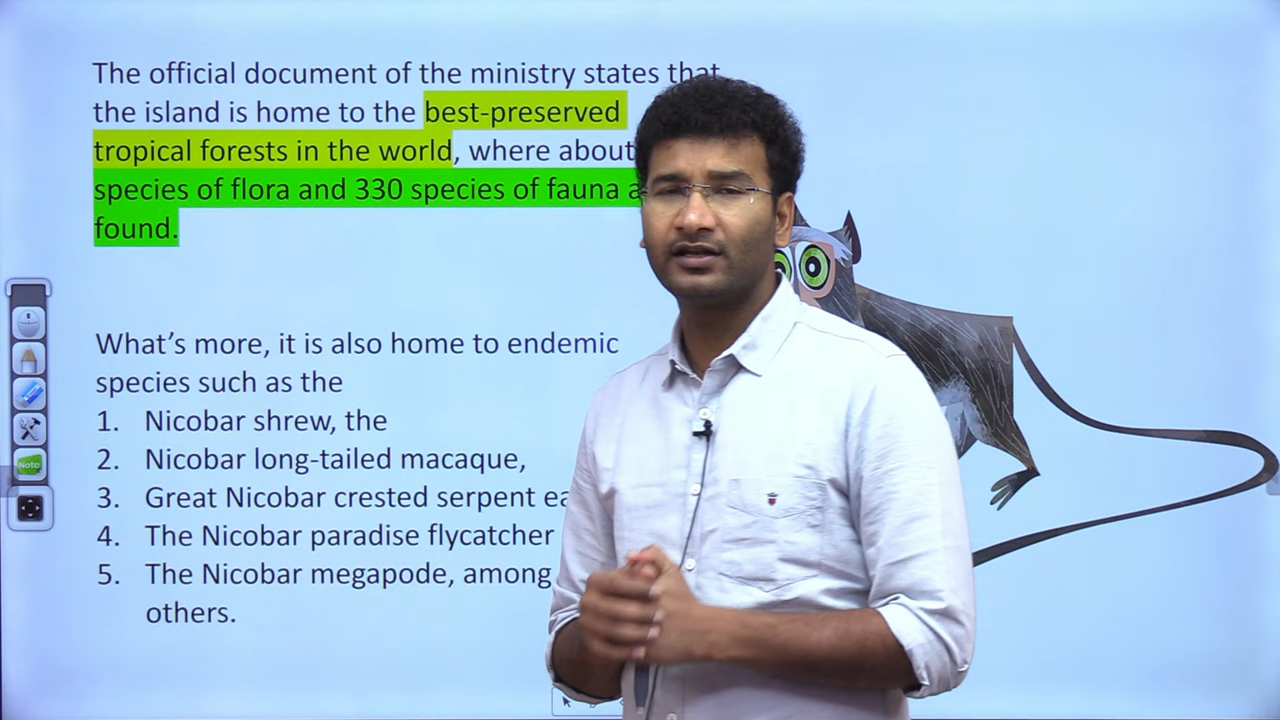 The official document of the ministry states that
the island is home to the best-preserved
tropical forests in the world, where about
species of flora and 330 species of fauna
found.
What's more, it is also home to endemic
species such as the
1. Nicobar shrew, the
2. Nicobar long-tailed macaque,
3. Great Nicobar crested serpent
4. The Nicobar paradise flycatcher
5. The Nicobar megapode, among
others.
Note